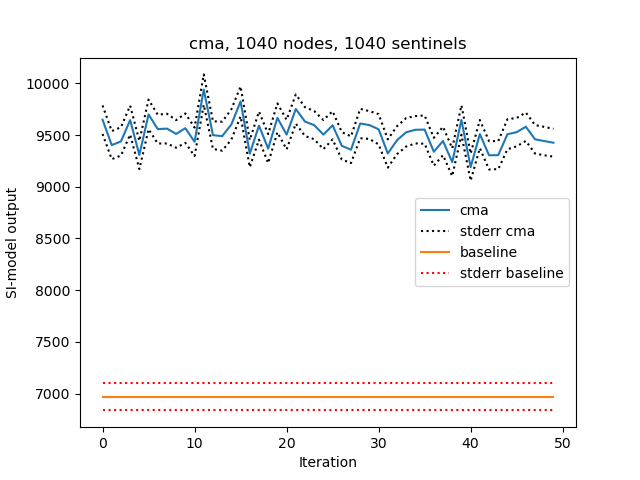 cma, 1040 nodes, 1040 sentinels
10000
9500
9000
8500
8000
7500
7000
SI-model output
cma
stderr cma
baseline
stderr baseline
0 10 20 30 40 50
Iteration